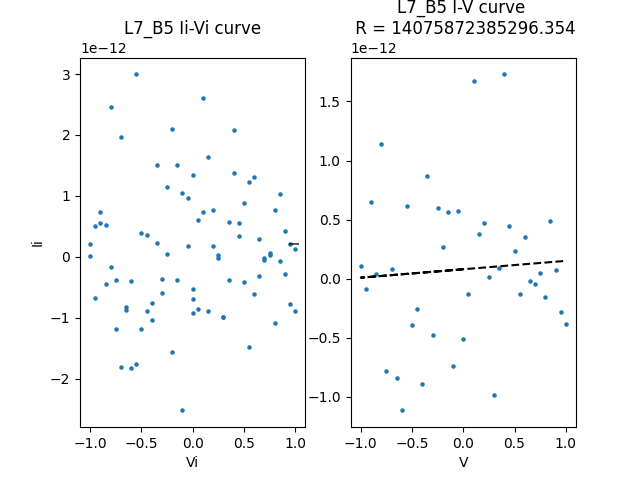 L7_B5 Ii-Vi curve
L7_B5 I-V curve
R = 14075872385296.354
1e−12
1e−12
3
2
1
0
−1
−2
Ii
−1.0 −0.5 0.0 0.5 1.0
Vi
1.5
1.0
0.5
0.0
−0.5
−1.0
−1.0 −0.5 0.0 0.5 1.0
V